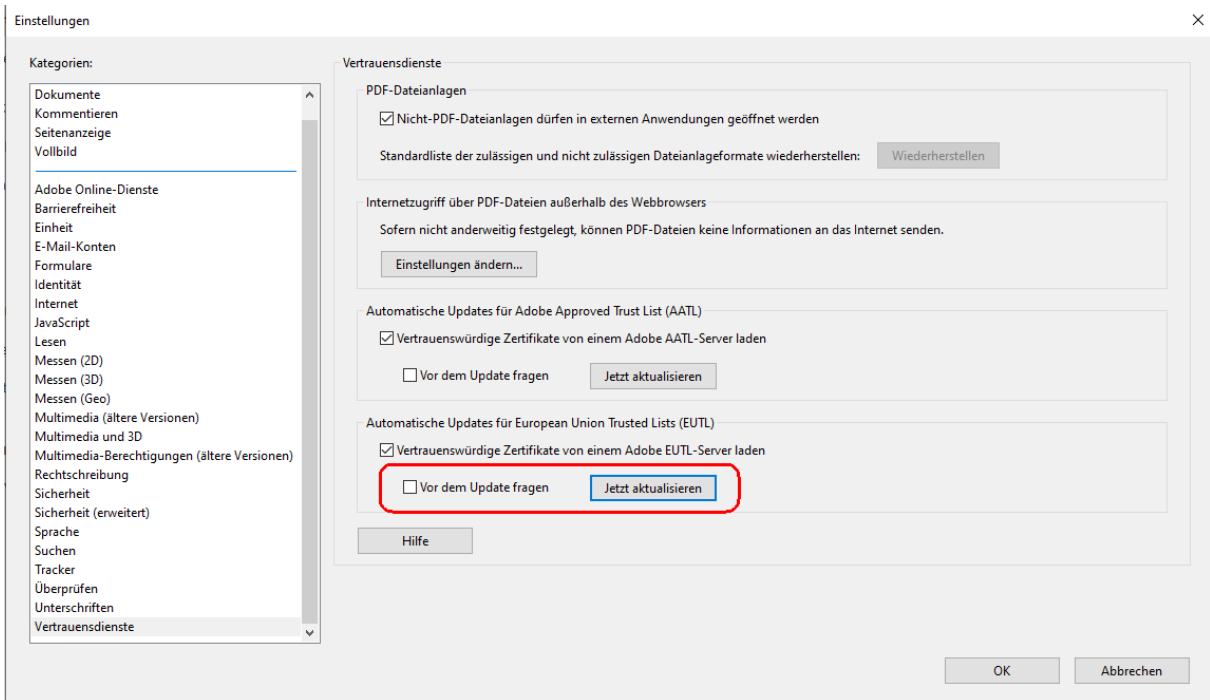 Einstellungen
Kategorien:
Dokumente
Kommentieren
Seitenanzeige
Vollbild
Adobe Online-Dienste
Barrierefreiheit
Einheit
E-Mail-Konten
Formulare
Identität
Internet
JavaScript
Lesen
Messen (2D)
Messen (3D)
Messen (Geo)
Multimedia (ältere Versionen)
Multimedia und 3D
Multimedia-Berechtigungen (ältere Versionen)
Rechtschreibung
Sicherheit
Sicherheit (erweitert)
Sprache
Suchen
Tracker
Überprüfen
Unterschriften
Vertrauensdienste
Vertrauensdienste
PDF-Dateianlagen
Nicht-PDF-Dateianlagen dürfen in externen Anwendungen geöffnet werden
Standardliste der zulässigen und nicht zulässigen Dateianlageformate wiederherstellen: Wiederherstellen
Internetzugriff über PDF-Dateien außerhalb des Webbrowsers
Sofern nicht anderweitig festgelegt, können PDF-Dateien keine Informationen an das Internet senden.
Einstellungen ändern...
Automatische Updates für Adobe Approved Trust List (AATL)
Vertrauenswürdige Zertifikate von einem Adobe AATL-Server laden
Vor dem Update fragen Jetzt aktualisieren
Automatische Updates für European Union Trusted Lists (EUTL)
Vertrauenswürdige Zertifikate von einem Adobe EUTL-Server laden
Vor dem Update fragen Jetzt aktualisieren
Hilfe
OK Abbrechen